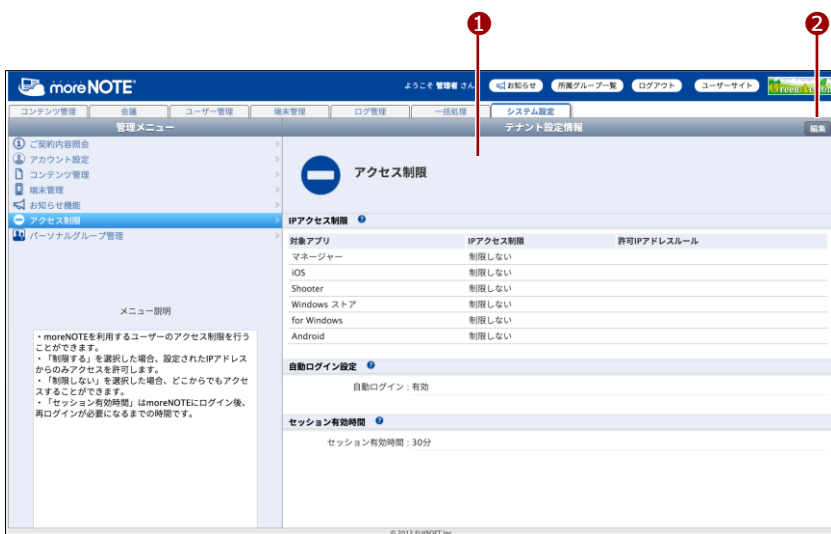 1 2
moreNOTE
ようこそ 管理者 さん お知らせ 所属グループ一覧 ログアウト ユーザーサイト
コンテンツ管理 会議 ユーザー管理 端末管理 ログ管理 一括処理 システム設定
管理メニュー テナント設定情報 編集
ご契約内容照会
アカウント設定
コンテンツ管理
端末管理
お知らせ機能
アクセス制限
パーソナルグループ管理
メニュー説明
・moreNOTEを利用するユーザーのアクセス制限を行う
ことができます。
・「制限する」を選択した場合、設定されたIPアドレス
からのみアクセスを許可します。
・「制限しない」を選択した場合、どこからでもアクセ
スすることができます。
・「セッション有効時間」はmoreNOTEにログイン後、
再ログインが必要になるまでの時間です。
アクセス制限
IPアクセス制限 ?
対象アプリ IPアクセス制限 許可IPアドレスルール
マネージャー 制限しない
iOS 制限しない
Shooter 制限しない
Windows ストア 制限しない
for Windows 制限しない
Android 制限しない
自動ログイン設定 ?
自動ログイン : 有効
セッション有効時間 ?
セッション有効時間 : 30分
© 2012 FUJISOFT Inc